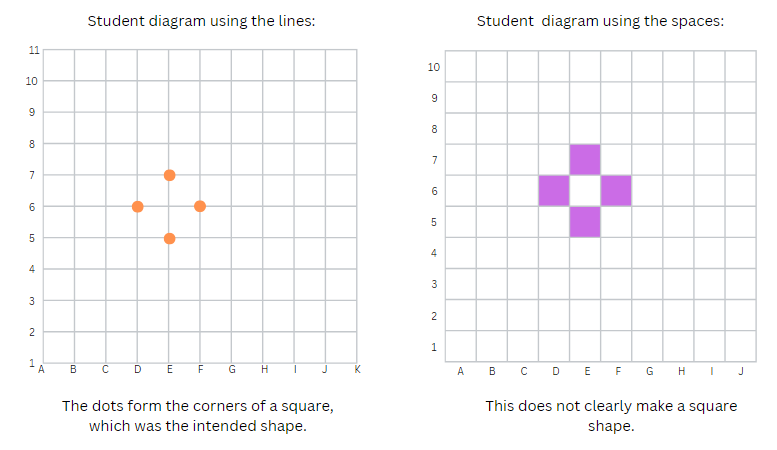 Student diagram using the lines:
11
10
9
8
7
6
5
4
3
2
1
A B C D E F G H I J K
The dots form the corners of a square,
which was the intended shape.
Student diagram using the spaces:
10
9
8
7
6
5
4
3
2
1
A B C D E F G H I J
This does not clearly make a square
shape.